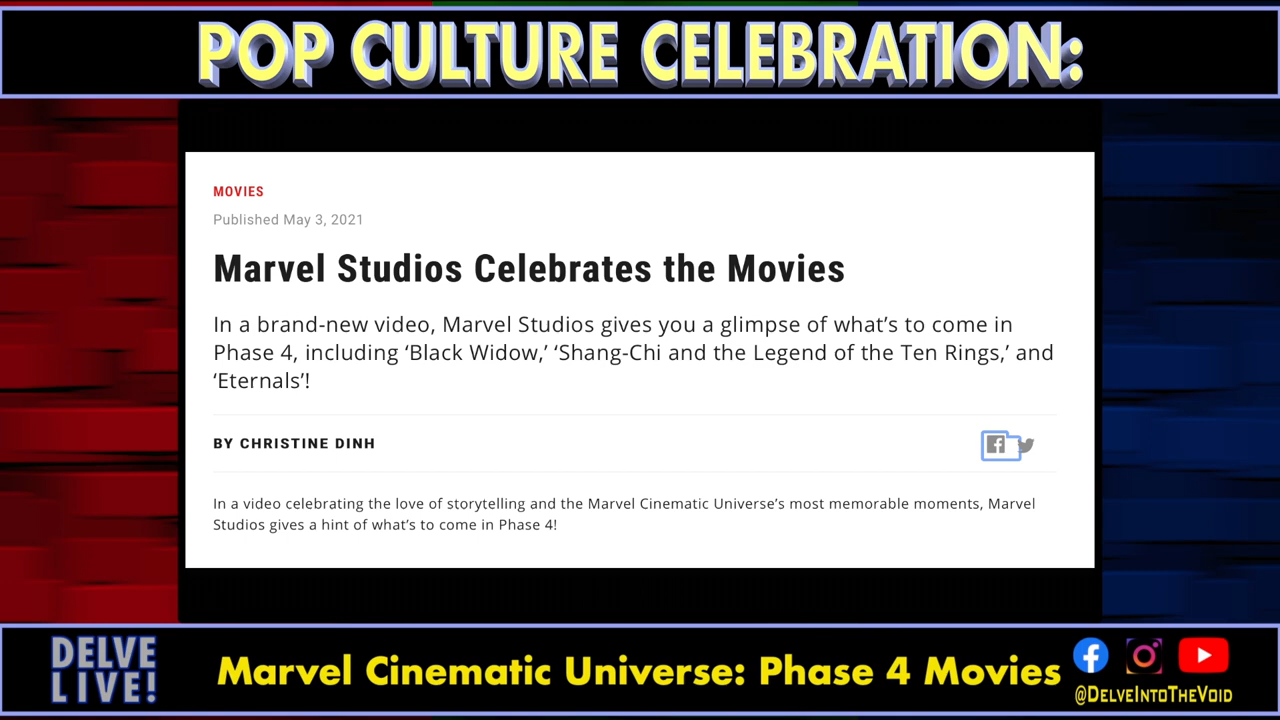 POP CULTURE CELEBRATION:
MOVIES
Published May 3, 2021
Marvel Studios Celebrates the Movies
In a brand-new video, Marvel Studios gives you a glimpse of what’s to come in
Phase 4, including ‘Black Widow,’ ‘Shang-Chi and the Legend of the Ten Rings,’ and
‘Eternals’!
BY CHRISTINE DINH
In a video celebrating the love of storytelling and the Marvel Cinematic Universe’s most memorable moments, Marvel
Studios gives a hint of what’s to come in Phase 4!
DELVE
LIVE!
Marvel Cinematic Universe: Phase 4 Movies
@DelveIntoTheVoid